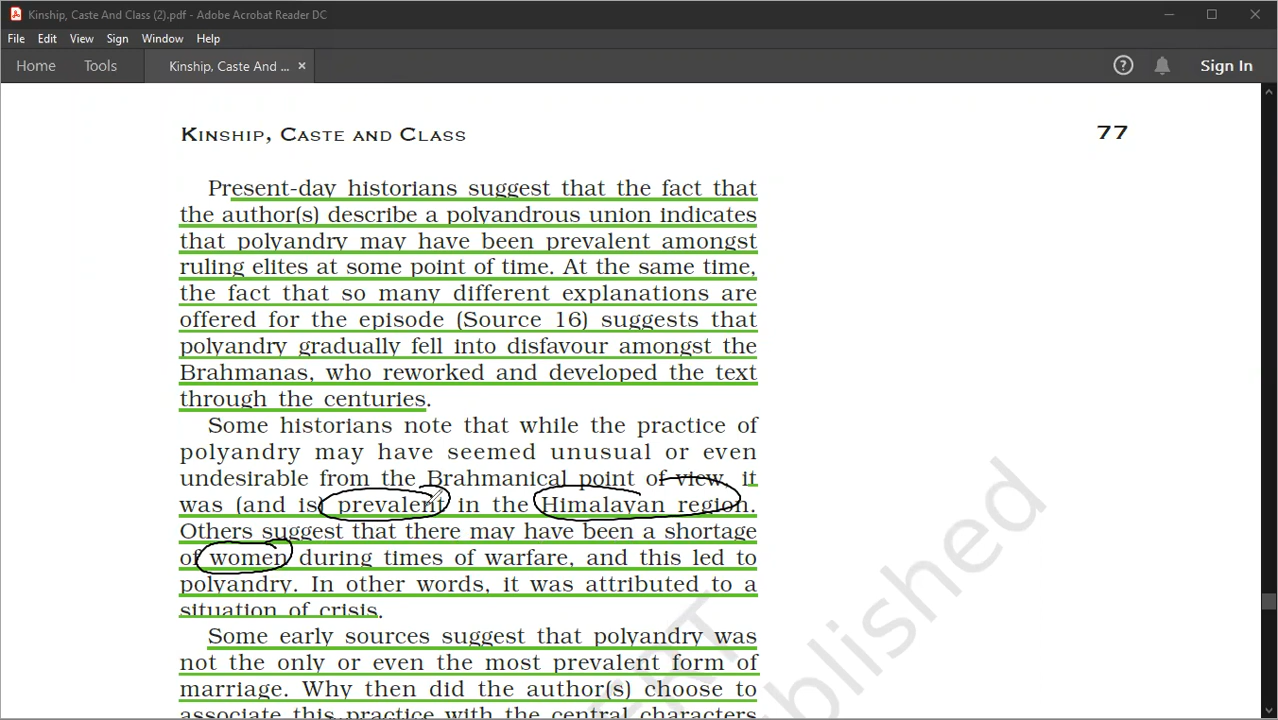 Kinship, Caste And Class (2).pdf - Adobe Acrobat Reader DC
File Edit View Sign Window Help
Home Tools Kinship, Caste And ... × Sign In
KINSHIP, CASTE AND CLASS 77
Present-day historians suggest that the fact that
the author(s) describe a polyandrous union indicates
that polyandry may have been prevalent amongst
ruling elites at some point of time. At the same time,
the fact that so many different explanations are
offered for the episode (Source 16) suggests that
polyandry gradually fell into disfavour amongst the
Brahmanas, who reworked and developed the text
through the centuries.
Some historians note that while the practice of
polyandry may have seemed unusual or even
undesirable from the Brahmanical point of view, it
was (and is) prevalent in the Himalayan region.
Others suggest that there may have been a shortage
of women during times of warfare, and this led to
polyandry. In other words, it was attributed to a
situation of crisis.
Some early sources suggest that polyandry was
not the only or even the most prevalent form of
marriage. Why then did the author(s) choose to
associate this practice with the central characters